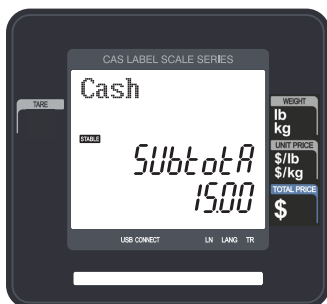 CAS LABEL SCALE SERIES
Cash
TARE
STABLE
SUbtotA
15.00
WEIGHT
lb
kg
UNIT PRICE
$/lb
$/kg
TOTAL PRICE
$
USB CONNECT LN LANG TR